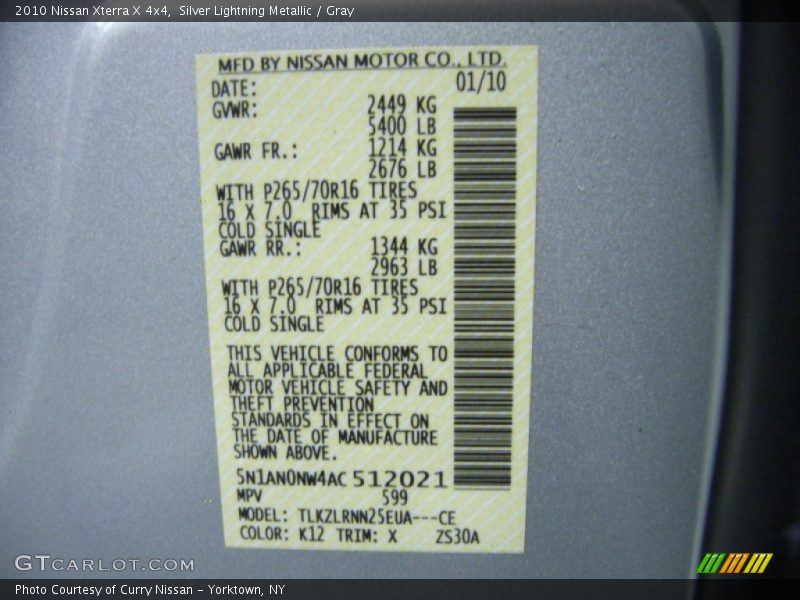 2010 Nissan Xterra X 4x4, Silver Lightning Metallic / Gray
MFD BY NISSAN MOTOR CO., LTD.
DATE: 01/10
GVWR: 2449 KG
5400 LB
GAWR FR.: 1214 KG
2676 LB
WITH P265/70R16 TIRES
16 X 7.0 RIMS AT 35 PSI
COLD SINGLE
GAWR RR.: 1344 KG
2963 LB
WITH P265/70R16 TIRES
16 X 7.0 RIMS AT 35 PSI
COLD SINGLE
THIS VEHICLE CONFORMS TO
ALL APPLICABLE FEDERAL
MOTOR VEHICLE SAFETY AND
THEFT PREVENTION
STANDARDS IN EFFECT ON
THE DATE OF MANUFACTURE
SHOWN ABOVE.
5N1AN0NW4AC512021
MPV 599
MODEL: TLKZLRNN25EUA---CE
COLOR: K12 TRIM: X ZS30A
GTCARLOT.COM
Photo Courtesy of Curry Nissan - Yorktown, NY